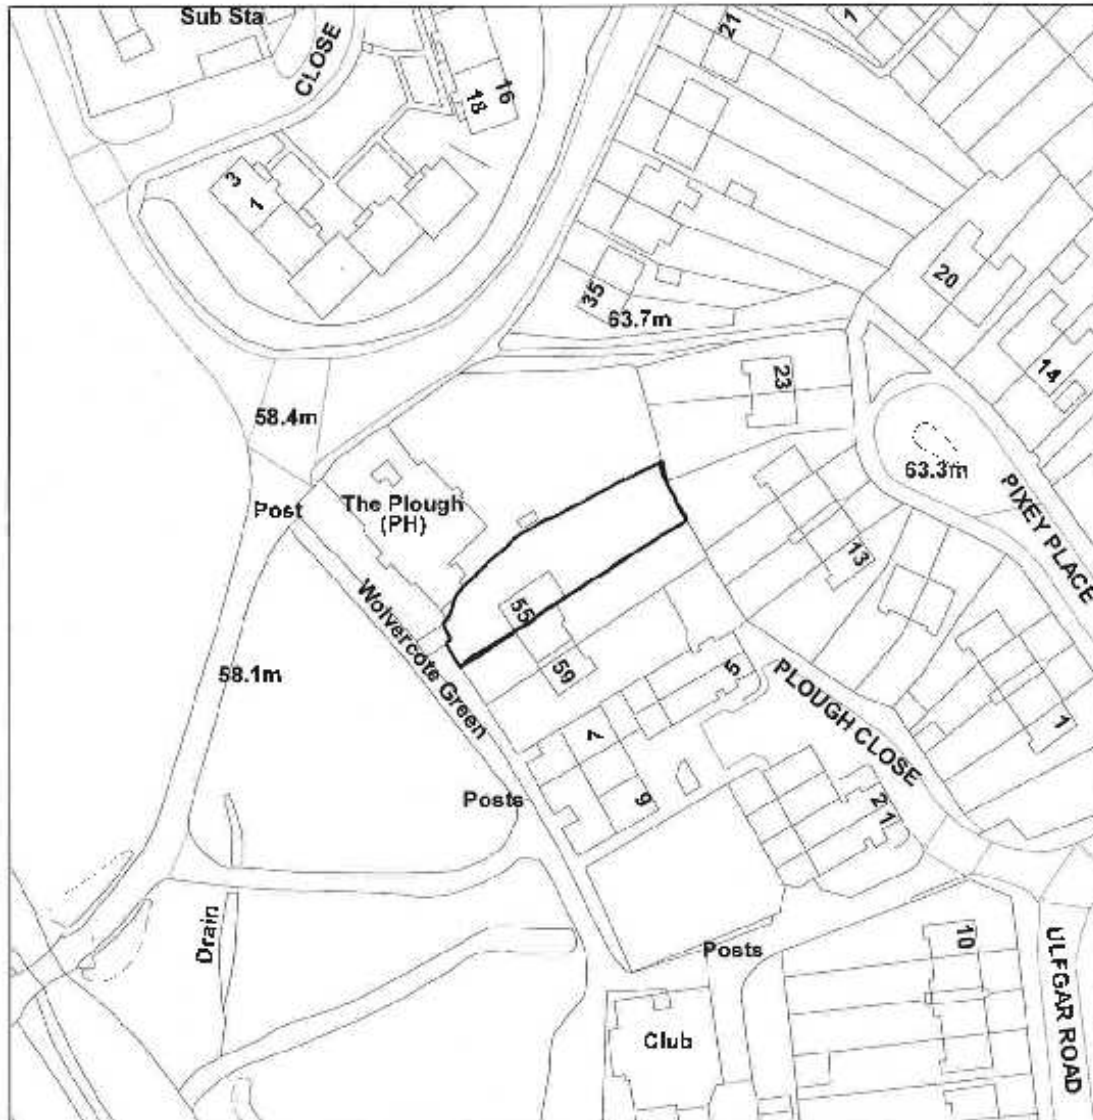 Sub Sta
CLOSE
21
1
16
18
3
1
20
35
63.7m
14
23
58.4m
63.3m
The Plough
(PH)
Post
PIXEY PLACE
13
Wolvercote Green
55
59
58.1m
5
PLOUGH CLOSE
1
7
9
Posts
2
1
Drain
Posts
10
ULFGAR ROAD
Club